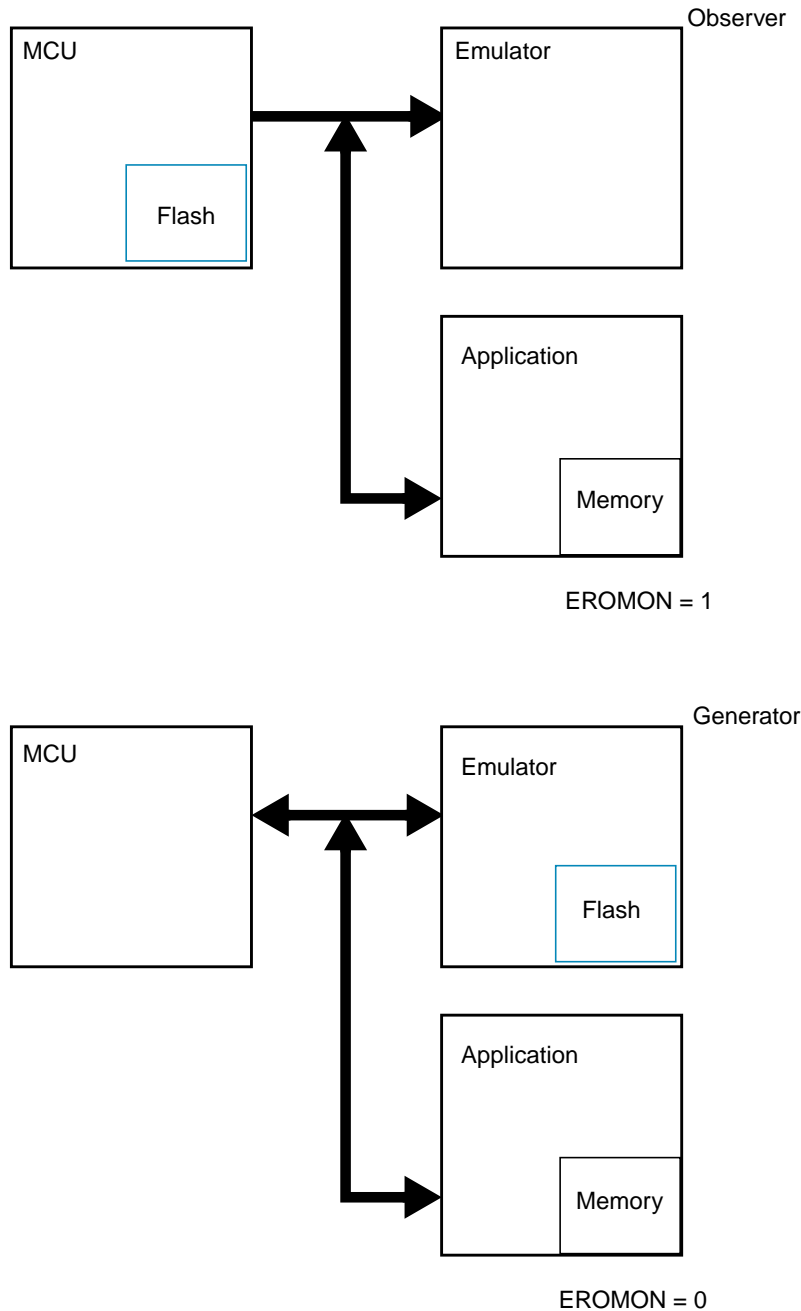 Observer
MCU
Emulator
Flash
Application
Memory
EROMON = 1
Generator
MCU
Emulator
Flash
Application
Memory
EROMON = 0